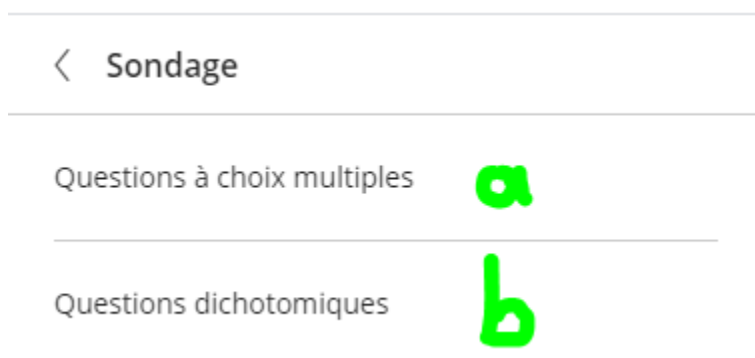 Sondage
Questions à choix multiples a
Questions dichotomiques b